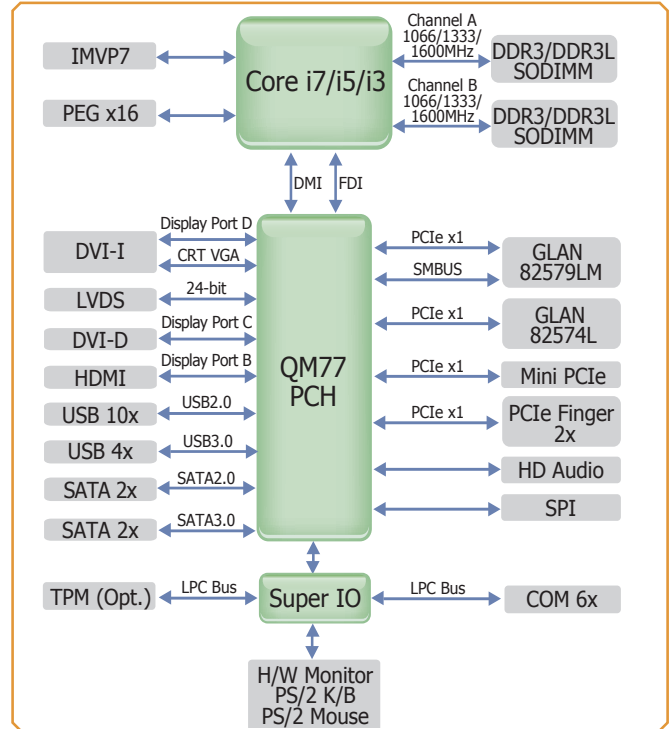 IMVP7
PEG x16
Core i7/i5/i3
Channel A
1066/1333/
1600MHz
DDR3/DDR3L
SODIMM
Channel B
1066/1333/
1600MHz
DDR3/DDR3L
SODIMM
DMI
FDI
DVI-I
Display Port D
CRT VGA
LVDS
24-bit
DVI-D
Display Port C
HDMI
Display Port B
USB 10x
USB2.0
USB 4x
USB3.0
SATA 2x
SATA2.0
SATA 2x
SATA3.0
QM77
PCH
PCIe x1
SMBUS
GLAN
82579LM
PCIe x1
GLAN
82574L
PCIe x1
Mini PCIe
PCIe x1
PCIe Finger
2x
HD Audio
SPI
TPM (Opt.)
LPC Bus
Super IO
LPC Bus
COM 6x
H/W Monitor
PS/2 K/B
PS/2 Mouse